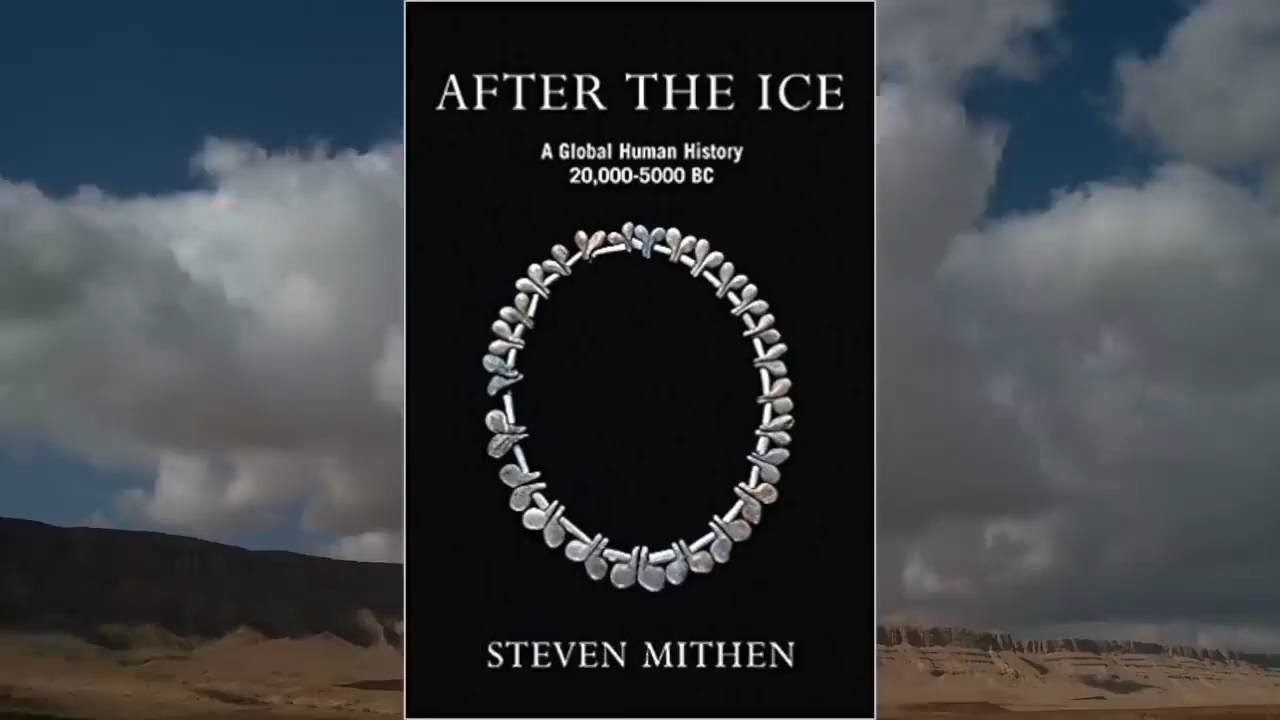 AFTER THE ICE
A Global Human History
20,000-5000 BC
STEVEN MITHEN